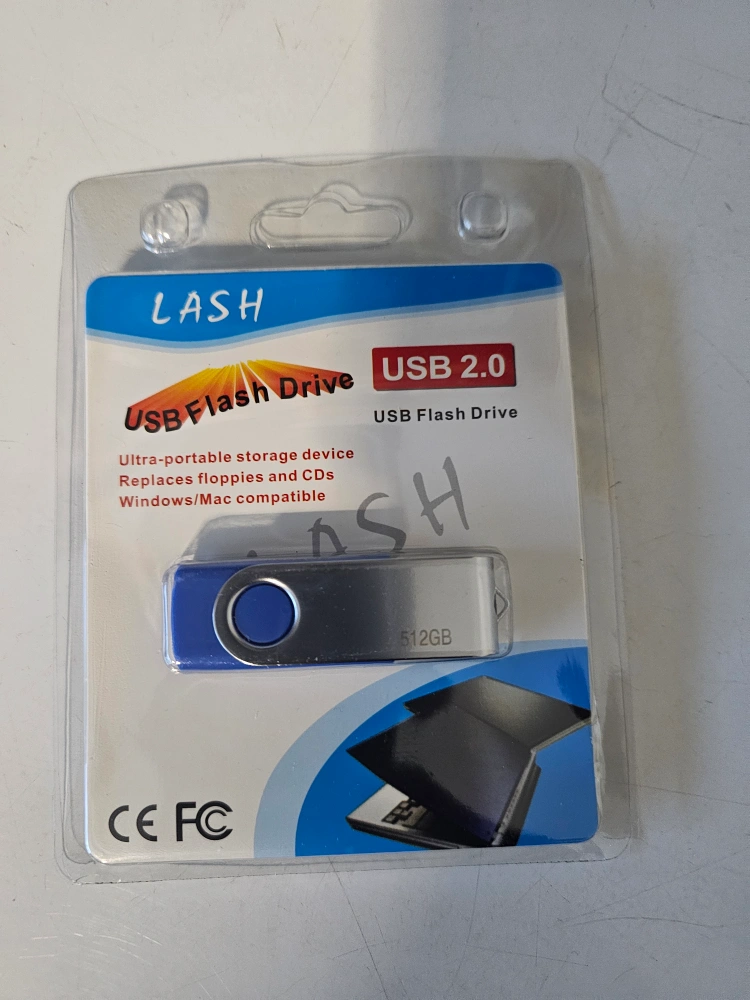 LASH
USB Flash Drive
USB 2.0
USB Flash Drive
Ultra-portable storage device
Replaces floppies and CDs
Windows/Mac compatible
LASH
512GB
CE FC